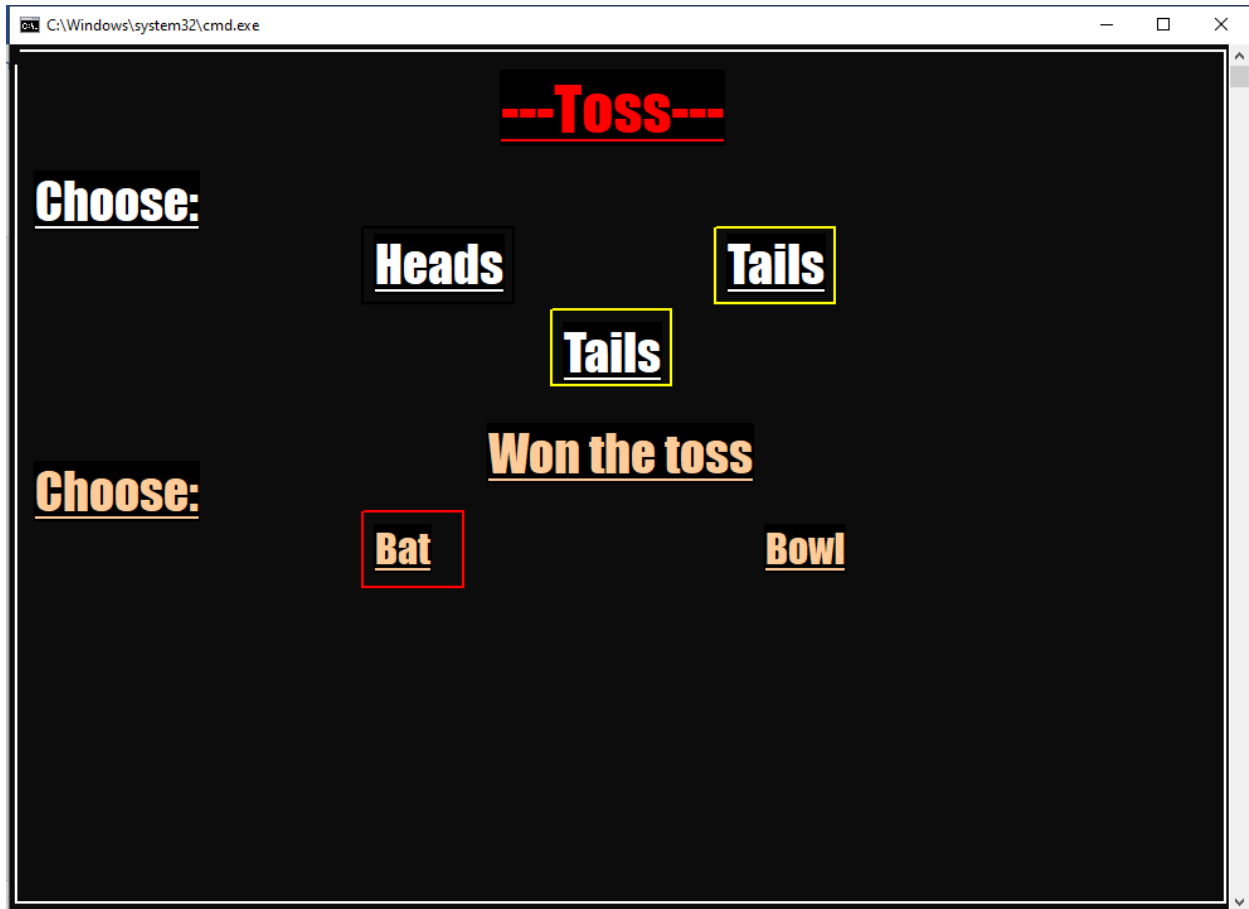 C:\Windows\system32\cmd.exe
---Toss---
Choose:
Heads Tails
Tails
Won the toss
Choose:
Bat Bowl